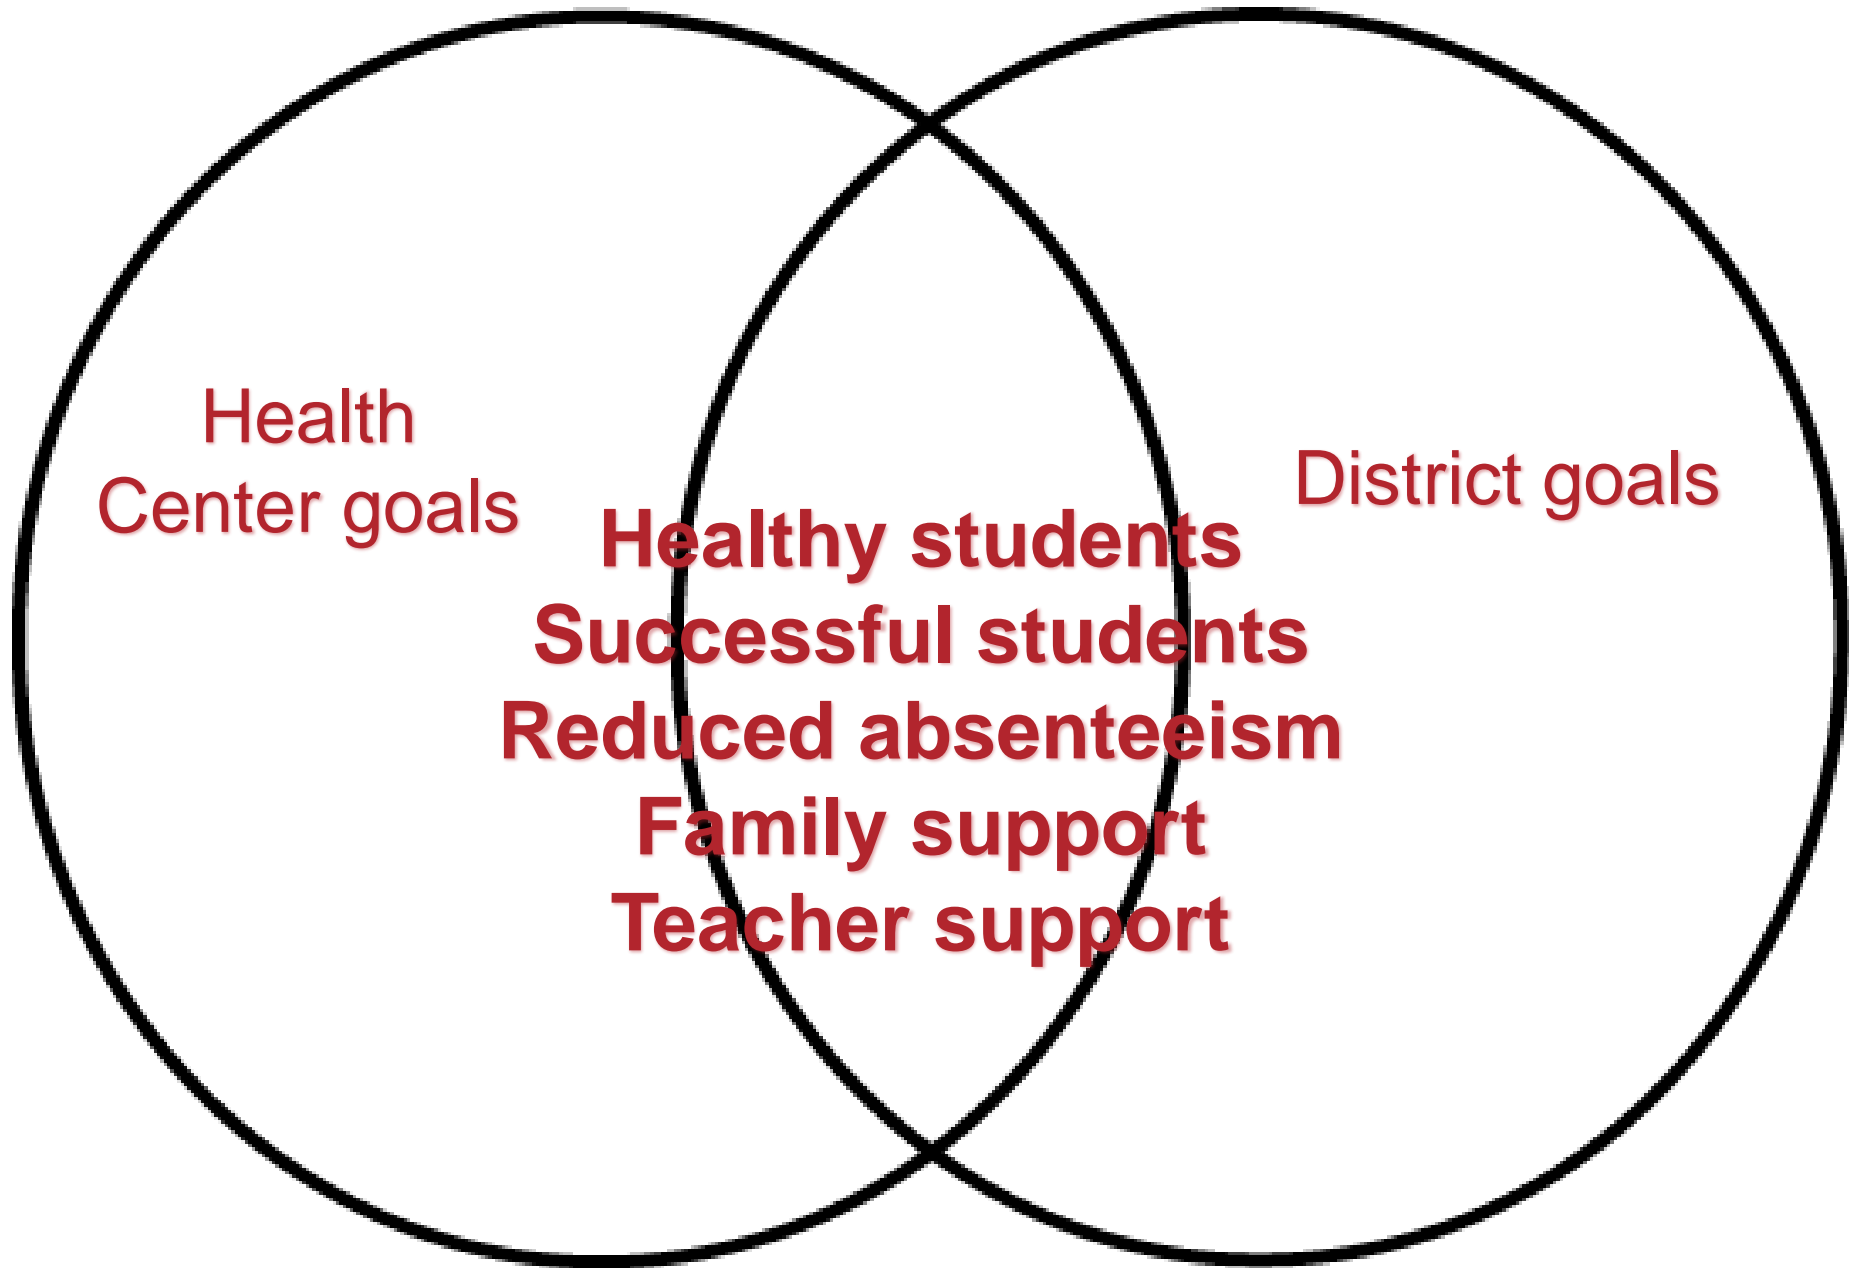 Health
Center goals
District goals
Healthy students
Successful students
Reduced absenteeism
Family support
Teacher support